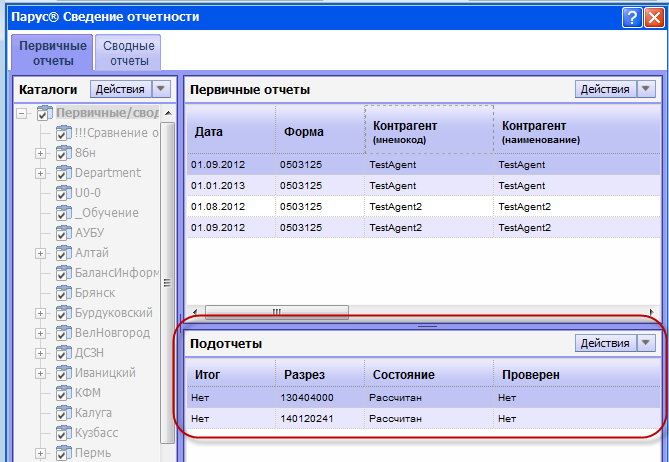 Парус® Сведение отчетности
Первичные
отчеты
Сводные
отчеты
Каталоги
Действия
Первичные/свод
!!!Сравнение о
86н
Department
U0-0
_Обучение
АУБУ
Алтай
БалансИнформ
Брянск
Бурдуковский
ВелНовгород
ДСЗН
Иваницкий
КФМ
Калуга
Кузбасс
Пермь
Первичные отчеты
Действия
Дата Форма Контрагент (мнемокод) Контрагент (наименование)
01.09.2012 0503125 TestAgent TestAgent
01.01.2013 0503125 TestAgent TestAgent
01.08.2012 0503125 TestAgent2 TestAgent2
01.09.2012 0503125 TestAgent2 TestAgent2
Подотчеты
Действия
Итог Разрез Состояние Проверен
Нет 130404000 Рассчитан Нет
Нет 140120241 Рассчитан Нет